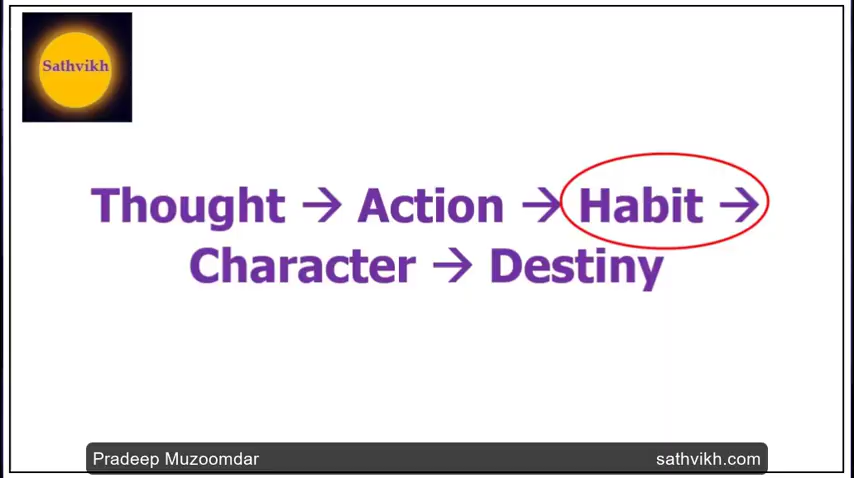 Sathvikh
Thought → Action → Habit →
Character → Destiny
Pradeep Muzoomdar
sathvikh.com